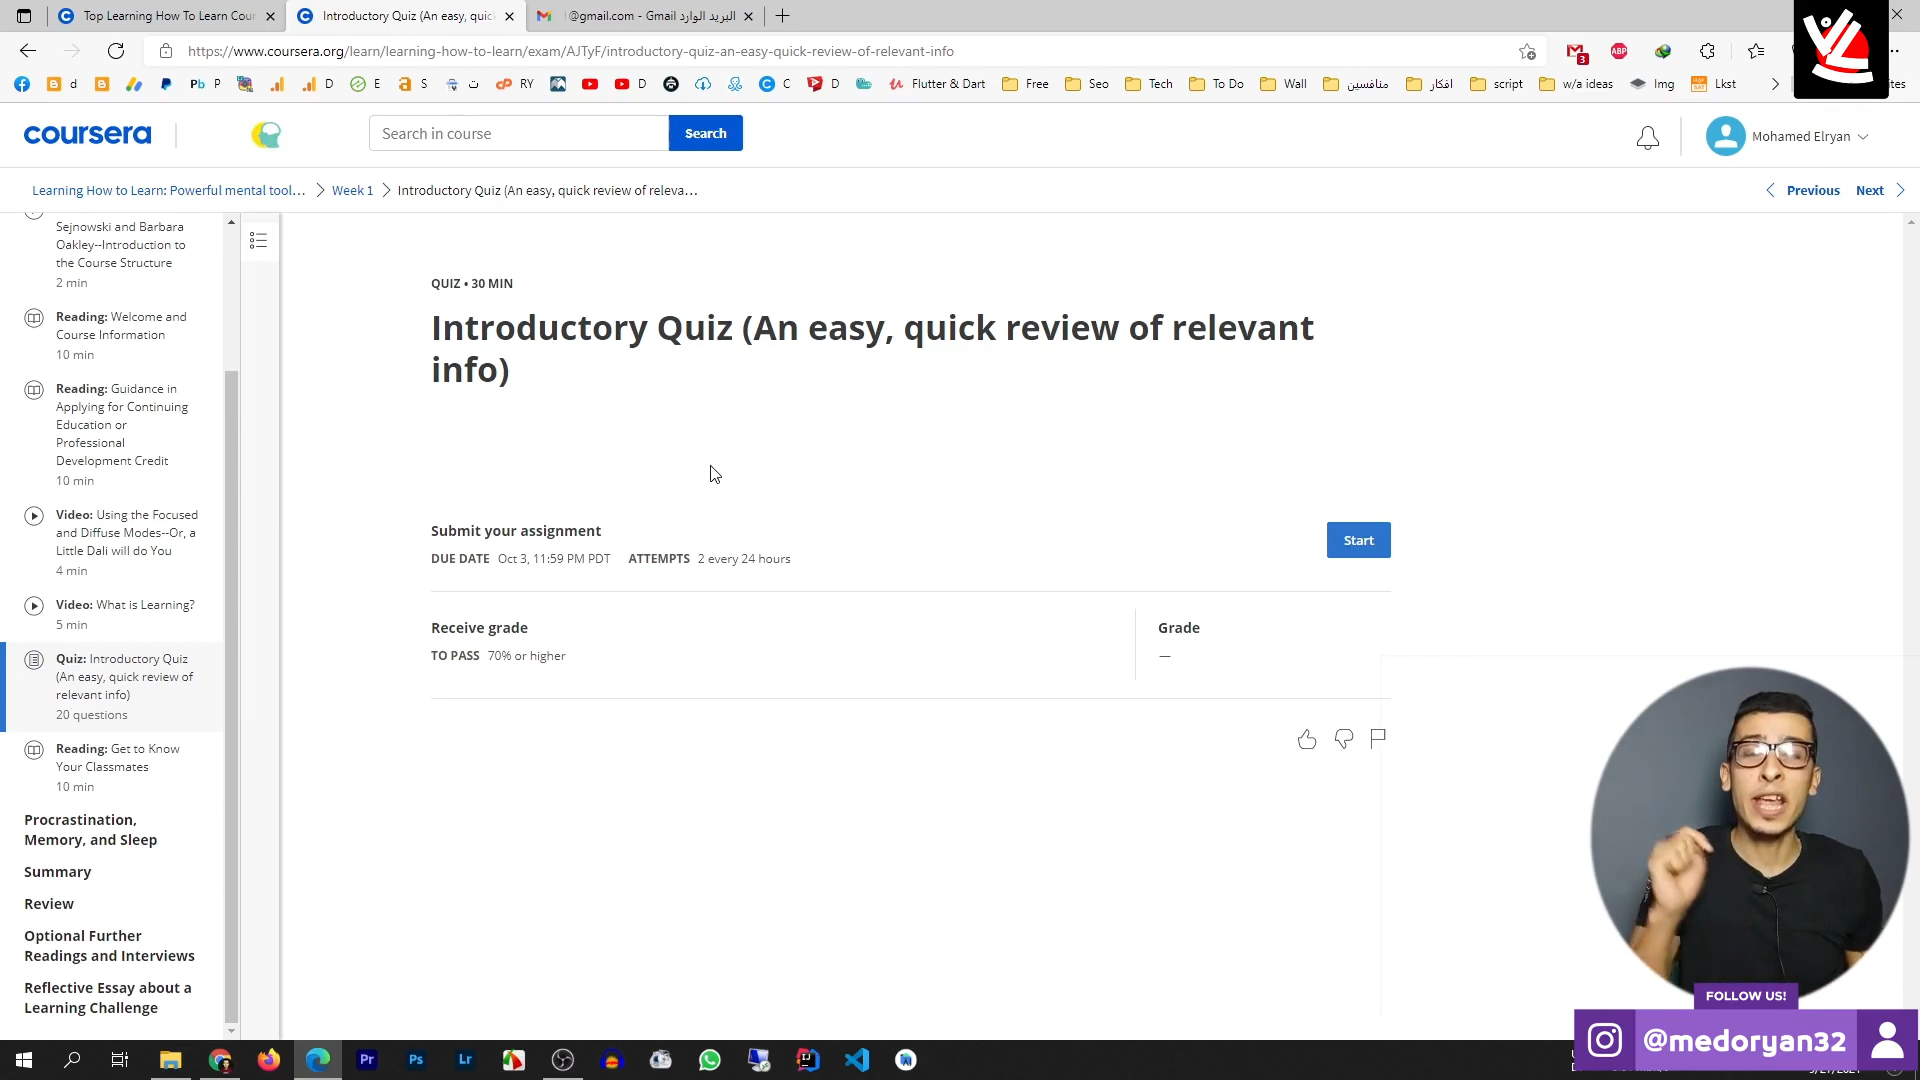 Top Learning How To Learn Cour
Introductory Quiz (An easy, quic
@gmail.com - Gmail البريد الوارد
https://www.coursera.org/learn/learning-how-to-learn/exam/AJTyF/introductory-quiz-an-easy-quick-review-of-relevant-info
ABP
3
d
Pb P
D
E
a S
ت
cP RY
D
C
D
Flutter & Dart
Free
Seo
Tech
To Do
Wall
منافسين
افكار
script
w/a ideas
Img
Lkst
ites
coursera
Search in course
Search
Mohamed Elryan
Learning How to Learn: Powerful mental tool...
Week 1
Introductory Quiz (An easy, quick review of releva...
Previous
Next
Sejnowski and Barbara
Oakley--Introduction to
the Course Structure
2 min
Reading: Welcome and
Course Information
10 min
Reading: Guidance in
Applying for Continuing
Education or
Professional
Development Credit
10 min
Video: Using the Focused
and Diffuse Modes--Or, a
Little Dali will do You
4 min
Video: What is Learning?
5 min
Quiz: Introductory Quiz
(An easy, quick review of
relevant info)
20 questions
Reading: Get to Know
Your Classmates
10 min
Procrastination,
Memory, and Sleep
Summary
Review
Optional Further
Readings and Interviews
Reflective Essay about a
Learning Challenge
QUIZ • 30 MIN
Introductory Quiz (An easy, quick review of relevant
info)
Submit your assignment
DUE DATE Oct 3, 11:59 PM PDT ATTEMPTS 2 every 24 hours
Start
Receive grade
TO PASS 70% or higher
Grade
—
FOLLOW US!
@medoryan32
Pr
Ps
Lr